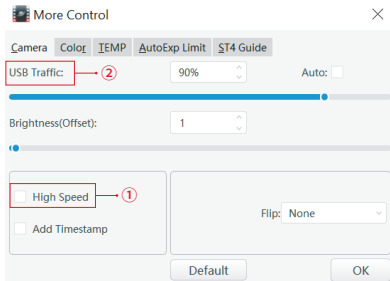 More Control
Camera Color TEMP AutoExp Limit ST4 Guide
USB Traffic: ② 90% Auto:
Brightness(Offset): 1
High Speed ①
Flip: None
Add Timestamp
Default OK